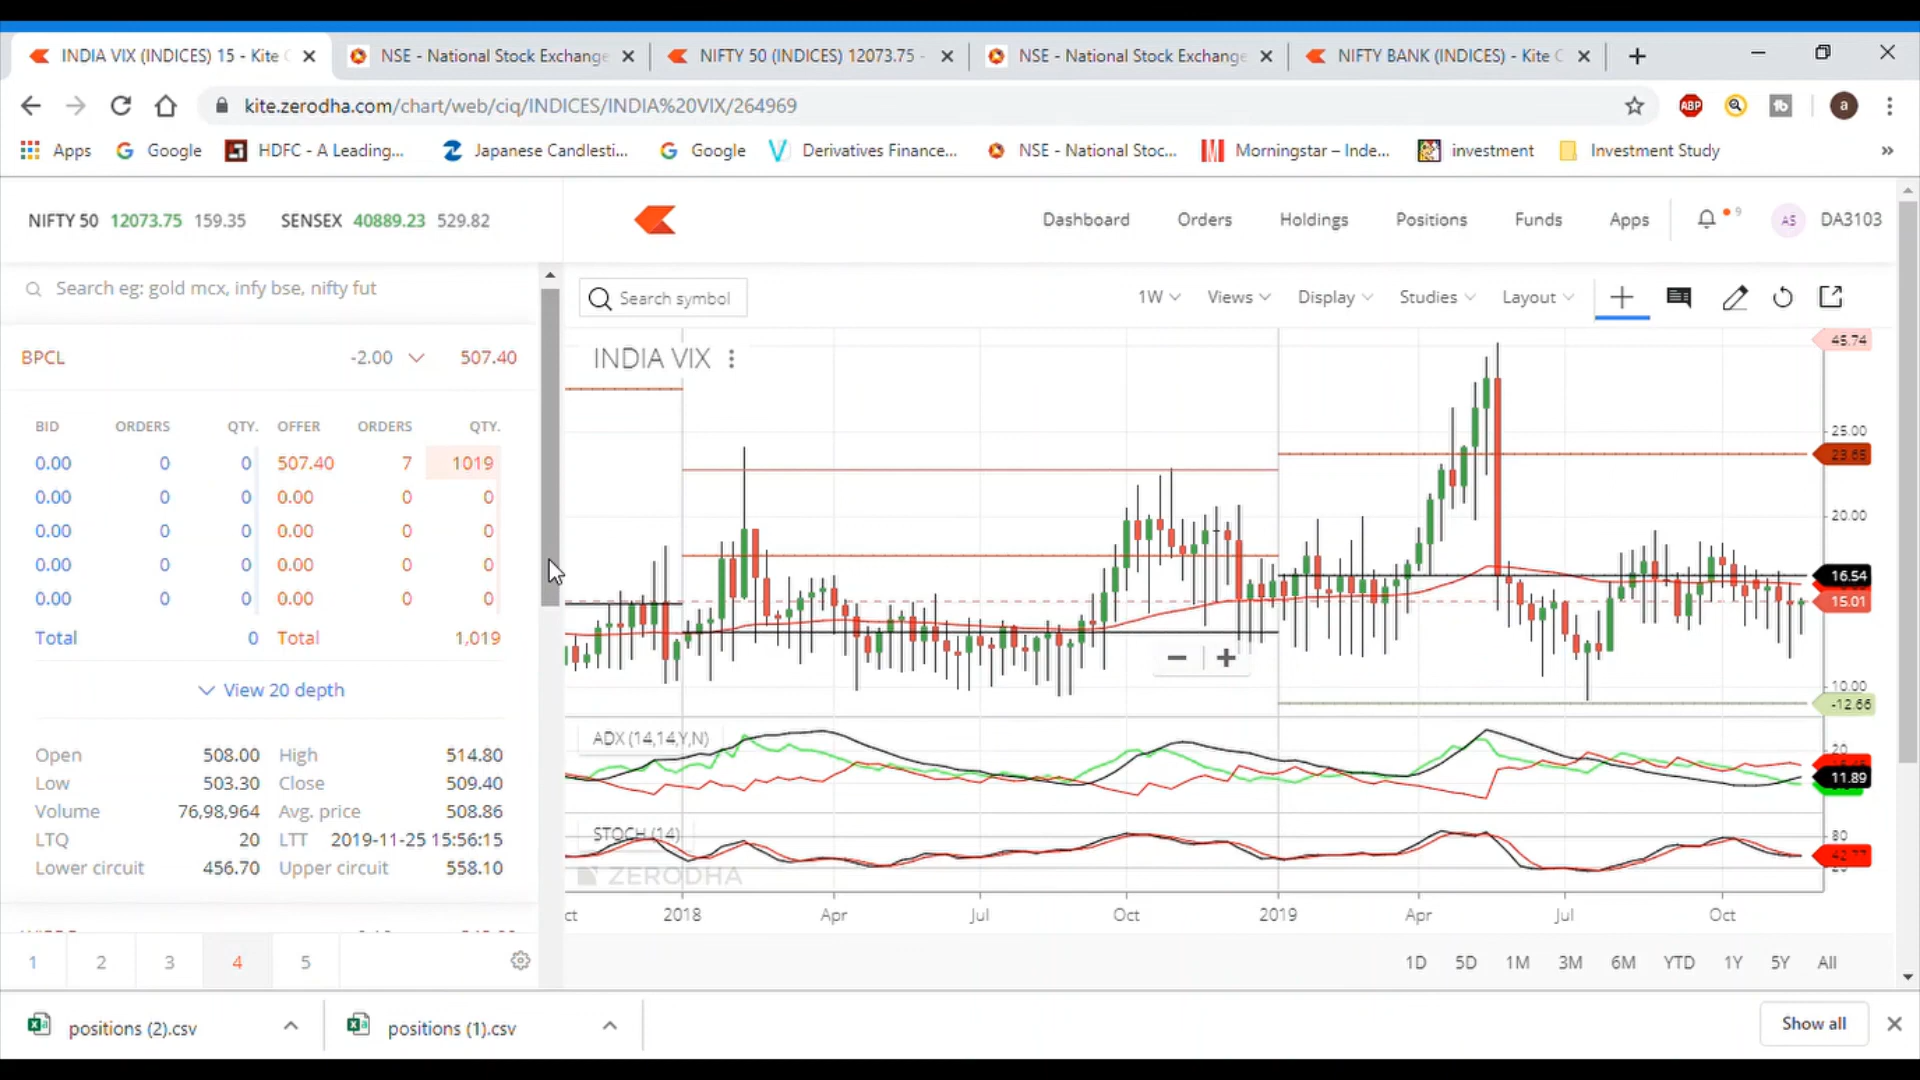 INDIA VIX (INDICES) 15 - Kite
NSE - National Stock Exchange
NIFTY 50 (INDICES) 12073.75 -
NSE - National Stock Exchange
NIFTY BANK (INDICES) - Kite C
kite.zerodha.com/chart/web/ciq/INDICES/INDIA%20VIX/264969
ABP
a
Apps
Google
HDFC - A Leading...
Japanese Candlesti...
Google
Derivatives Finance...
NSE - National Stoc...
Morningstar – Inde...
investment
Investment Study
NIFTY 50 12073.75 159.35 SENSEX 40889.23 529.82
Dashboard Orders Holdings Positions Funds Apps 9 AS DA3103
Search eg: gold mcx, infy bse, nifty fut
Search symbol
1W Views Display Studies Layout
BPCL -2.00 507.40
BID ORDERS QTY. OFFER ORDERS QTY.
0.00 0 0 507.40 7 1019
0.00 0 0 0.00 0 0
0.00 0 0 0.00 0 0
0.00 0 0 0.00 0 0
0.00 0 0 0.00 0 0
Total 0 Total 1,019
View 20 depth
Open 508.00 High 514.80
Low 503.30 Close 509.40
Volume 76,98,964 Avg. price 508.86
LTQ 20 LTT 2019-11-25 15:56:15
Lower circuit 456.70 Upper circuit 558.10
1 2 3 4 5
INDIA VIX
45.74
25.00
23.65
20.00
16.54
15.01
10.00
-12.66
ADX (14,14,Y,N)
20
11.89
STOCH (14)
80
ZERODHA
ct 2018 Apr Jul Oct 2019 Apr Jul Oct
1D 5D 1M 3M 6M YTD 1Y 5Y All
positions (2).csv
positions (1).csv
Show all